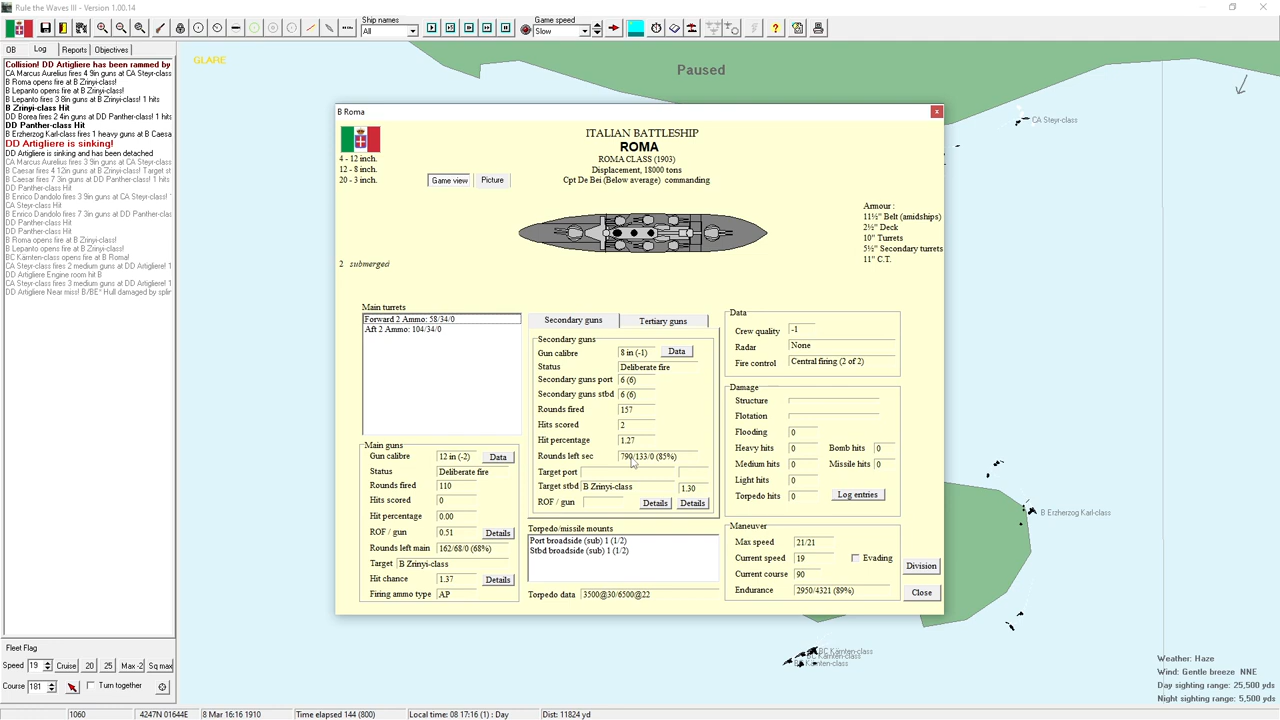 Rule the Waves III - Version 1.00.14
Ship names
All
Game speed
Slow
OB
Log
Reports
Objectives
Collision! DD Artigliere has been rammed by
CA Marcus Aurelius fires 4 9in guns at CA Steyr-class
B Roma opens fire at B Zrinyi-class!
B Lepanto opens fire at B Zrinyi-class!
B Lepanto fires 3 8in guns at B Zrinyi-class! 1 hits
B Zrinyi-class Hit
DD Borea fires 2 4in guns at DD Panther-class! 1 hits
DD Panther-class Hit
B Erzherzog Karl-class fires 1 heavy guns at B Caesa
DD Artigliere is sinking!
DD Artigliere is sinking and has been detached
CA Marcus Aurelius fires 3 9in guns at CA Steyr-class
B Caesar fires 4 12in guns at B Zrinyi-class! Target st
B Caesar fires 7 3in guns at DD Panther-class! 1 hits
DD Panther-class Hit
B Enrico Dandolo fires 3 9in guns at CA Steyr-class!
CA Steyr-class Hit
B Enrico Dandolo fires 7 3in guns at DD Panther-class
DD Panther-class Hit
DD Panther-class Hit
B Roma opens fire at B Zrinyi-class!
B Lepanto opens fire at B Zrinyi-class!
BC Kärnten-class opens fire at B Roma!
CA Steyr-class fires 2 medium guns at DD Artigliere! 1
DD Artigliere Engine room hit B
CA Steyr-class fires 3 medium guns at DD Artigliere! 1
DD Artigliere Near miss! B/BE" Hull damaged by splin
Fleet Flag
Speed 19 Cruise 20 25 Max -2 Sq max
Course 181 Turn together
GLARE
Paused
CA Steyr-class
B Erzherzog Karl-class
BC Kärnten-class
BC Kärnten-class
B Roma
ITALIAN BATTLESHIP
ROMA
ROMA CLASS (1903)
Displacement, 18000 tons
Cpt De Bei (Below average) commanding
4 - 12 inch.
12 - 8 inch.
20 - 3 inch.
Game view
Picture
2 submerged
Armour :
11½" Belt (amidships)
2½" Deck
10" Turrets
5½" Secondary turrets
11" C.T.
Main turrets
Forward 2 Ammo: 58/34/0
Aft 2 Ammo: 104/34/0
Main guns
Gun calibre 12 in (-2) Data
Status Deliberate fire
Rounds fired 110
Hits scored 0
Hit percentage 0.00
ROF / gun 0.51 Details
Rounds left main 162/68/0 (68%)
Target B Zrinyi-class
Hit chance 1.37 Details
Firing ammo type AP
Secondary guns
Tertiary guns
Secondary guns
Gun calibre 8 in (-1) Data
Status Deliberate fire
Secondary guns port 6 (6)
Secondary guns stbd 6 (6)
Rounds fired 157
Hits scored 2
Hit percentage 1.27
Rounds left sec 790/133/0 (85%)
Target port
Target stbd B Zrinyi-class 1.30
ROF / gun Details Details
Torpedo/missile mounts
Port broadside (sub) 1 (1/2)
Stbd broadside (sub) 1 (1/2)
Torpedo data 3500@30/6500@22
Data
Crew quality -1
Radar None
Fire control Central firing (2 of 2)
Damage
Structure
Flotation
Flooding 0
Heavy hits 0 Bomb hits 0
Medium hits 0 Missile hits 0
Light hits 0
Torpedo hits 0 Log entries
Maneuver
Max speed 21/21
Current speed 19 Evading
Current course 90
Endurance 2950/4321 (89%)
Division
Close
Weather: Haze
Wind: Gentle breeze NNE
Day sighting range: 25,500 yds
Night sighting range: 5,500 yds
1060
4247N 01644E
8 Mar 16:16 1910
Time elapsed 144 (800)
Local time: 08 17:16 (1) : Day
Dist: 11824 yd